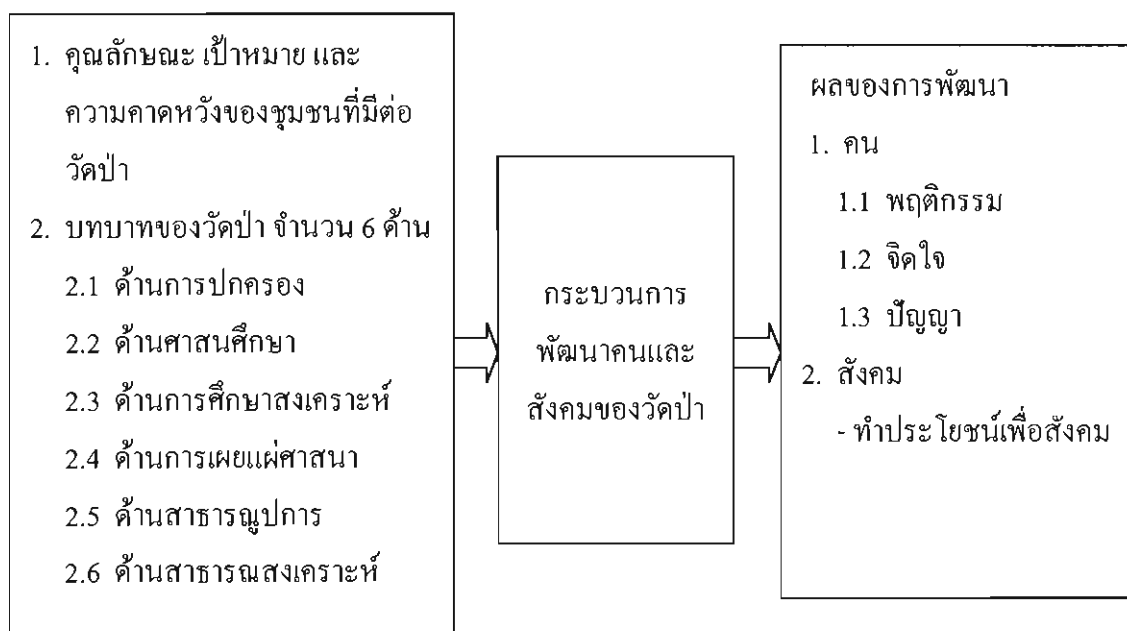 1. คุณลักษณะ เป้าหมาย และ
ความคาดหวังของชุมชนที่มีต่อ
วัดป่า
2. บทบาทของวัดป่า จำนวน 6 ด้าน
2.1 ด้านการปกครอง
2.2 ด้านศาสนศึกษา
2.3 ด้านการศึกษาสงเคราะห์
2.4 ด้านการเผยแผ่ศาสนา
2.5 ด้านสาธารณูปการ
2.6 ด้านสาธารณสงเคราะห์
กระบวนการ
พัฒนาคนและ
สังคมของวัดป่า
ผลของการพัฒนา
1. คน
1.1 พฤติกรรม
1.2 จิตใจ
1.3 ปัญญา
2. สังคม
- ทำประโยชน์เพื่อสังคม